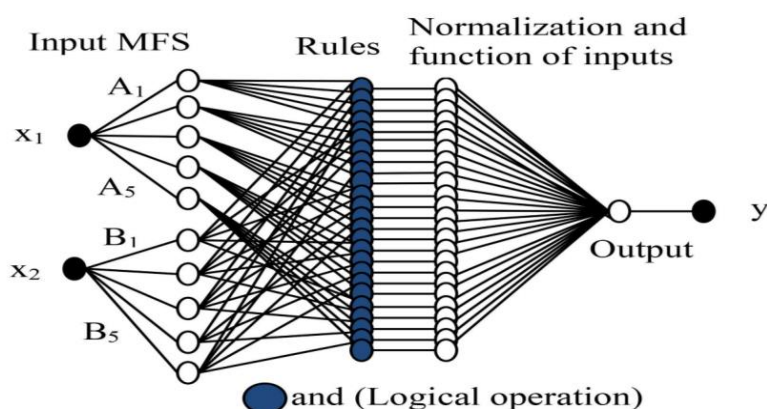 Input MFS
Rules
Normalization and
function of inputs
A₁
x₁
A₅
B₁
x₂
B₅
y
Output
and (Logical operation)